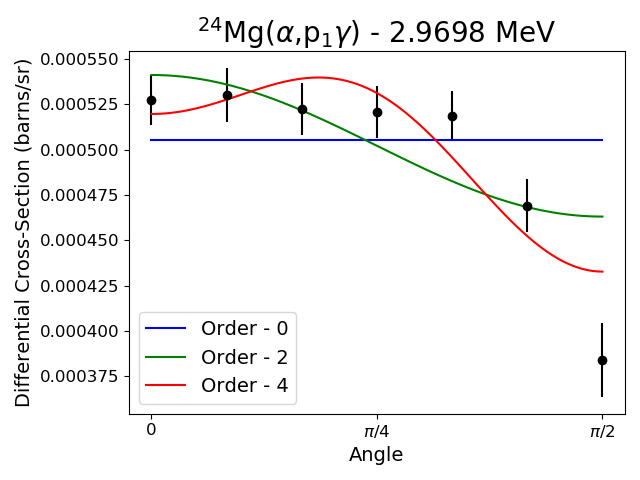 ²⁴Mg(α,p₁γ) - 2.9698 MeV
Differential Cross-Section (barns/sr)
0.000550
0.000525
0.000500
0.000475
0.000450
0.000425
0.000400
0.000375
Order - 0
Order - 2
Order - 4
0
π/4
π/2
Angle